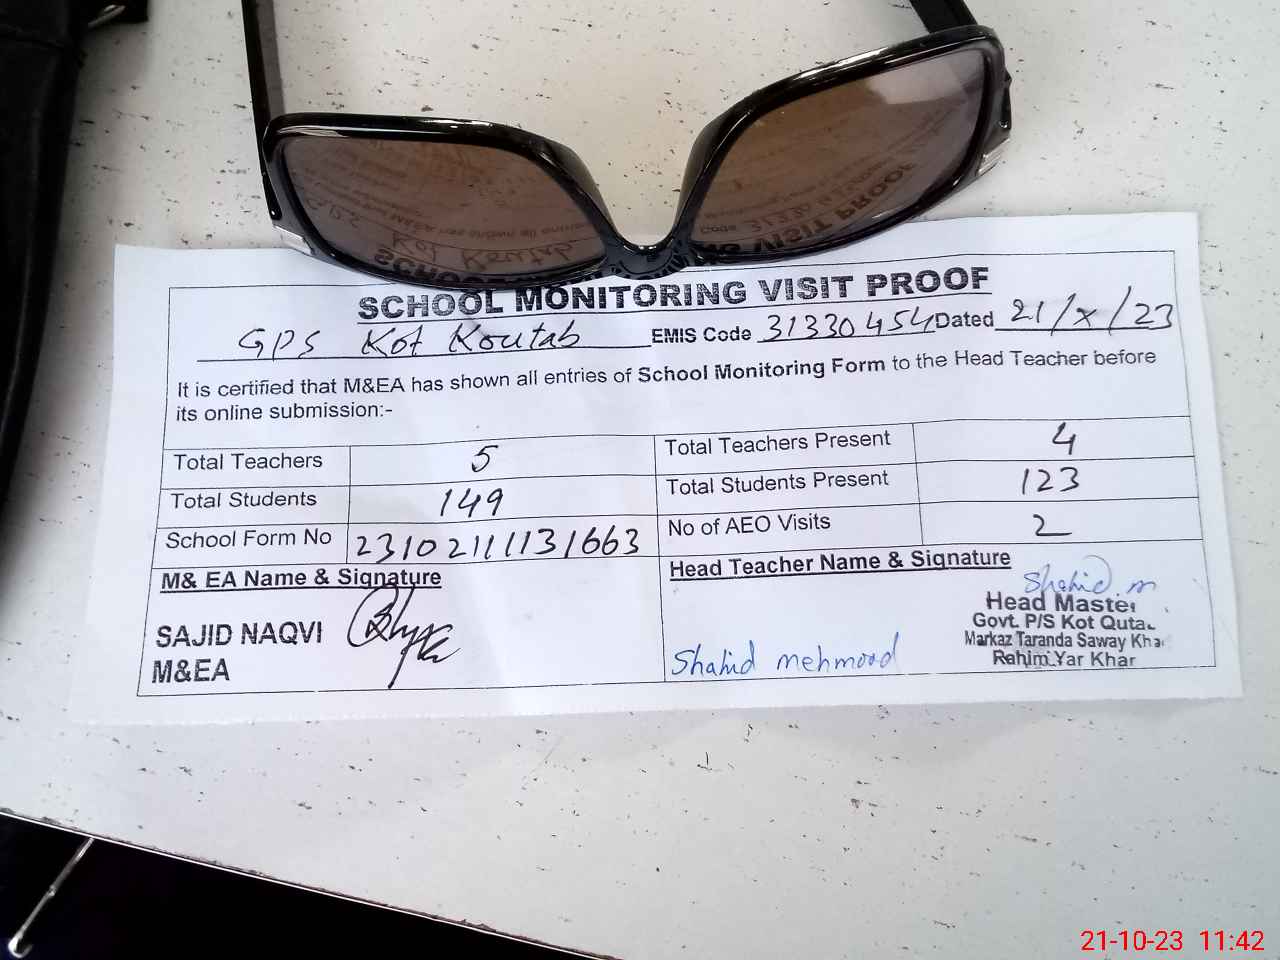 SCHOOL MONITORING VISIT PROOF
GPS Kot Koutab EMIS Code 31330454 Dated 21/X/23
It is certified that M&EA has shown all entries of School Monitoring Form to the Head Teacher before
its online submission:-
Total Teachers 5 Total Teachers Present 4
Total Students 149 Total Students Present 123
School Form No 23102111131663 No of AEO Visits 2
M& EA Name & Signature Head Teacher Name & Signature
SAJID NAQVI
M&EA
Shahid mehmood
Shahid m
Head Master
Govt. P/S Kot Qutab
Markaz Taranda Saway Khan
Rahim Yar Khan
21-10-23 11:42